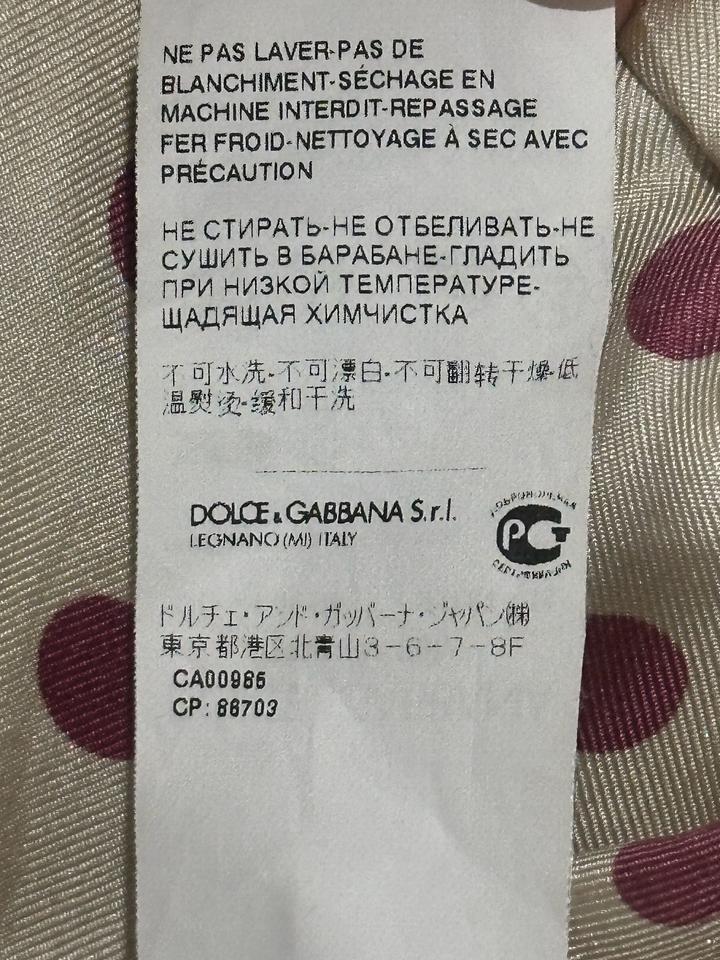 NE PAS LAVER-PAS DE
BLANCHIMENT-SÉCHAGE EN
MACHINE INTERDIT-REPASSAGE
FER FROID-NETTOYAGE À SEC AVEC
PRÉCAUTION
НЕ СТИРАТЬ-НЕ ОТБЕЛИВАТЬ-НЕ
СУШИТЬ В БАРАБАНЕ-ГЛАДИТЬ
ПРИ НИЗКОЙ ТЕМПЕРАТУРЕ-
ЩАДЯЩАЯ ХИМЧИСТКА
不可水洗-不可漂白-不可翻转干燥-低
温熨烫-缓和干洗
DOLCE & GABBANA S.r.l.
LEGNANO (MI) ITALY
РСТ
ドルチェ・アンド・ガッバーナ・ジャパン㈱
東京都港区北青山3-6-7-8F
CA00986
CP: 86703